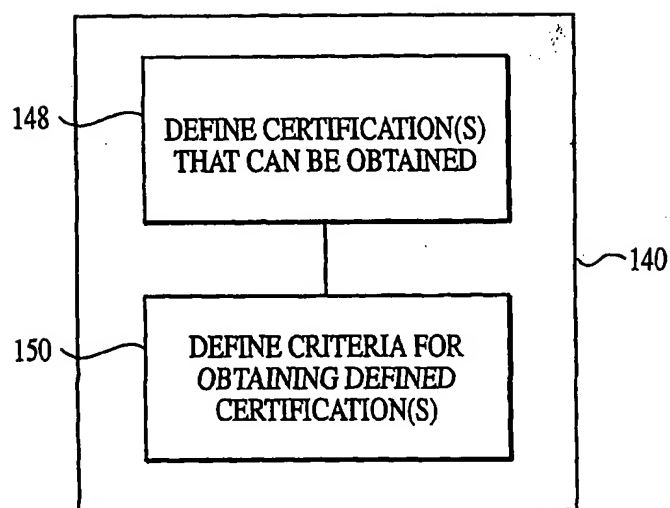 148
DEFINE CERTIFICATION(S)
THAT CAN BE OBTAINED
140
150
DEFINE CRITERIA FOR
OBTAINING DEFINED
CERTIFICATION(S)